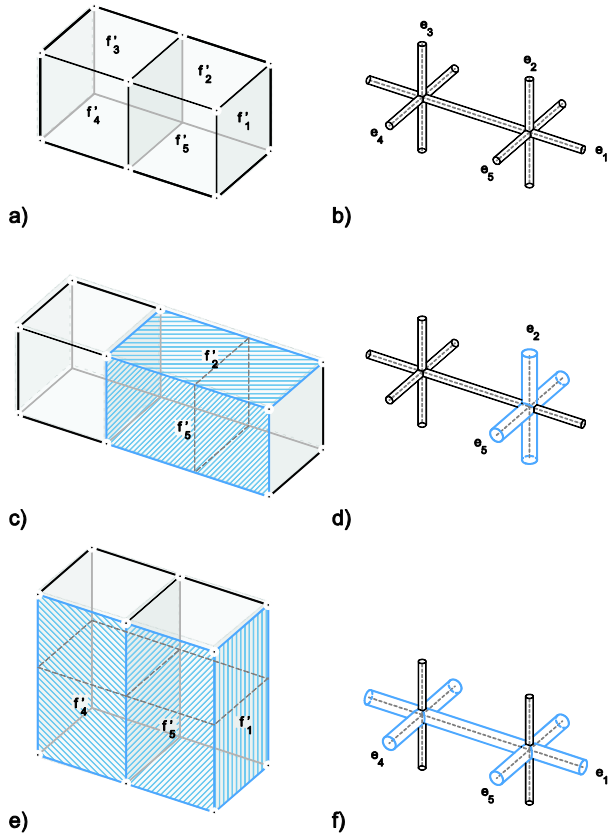 e₃
f'₃
f'₂
e₂
f'₄
f'₅
f'₁
e₄
e₅
e₁
a)
b)
f'₂
e₂
f'₅
e₅
c)
d)
f'₄
f'₅
f'₁
e₄
e₅
e₁
e)
f)